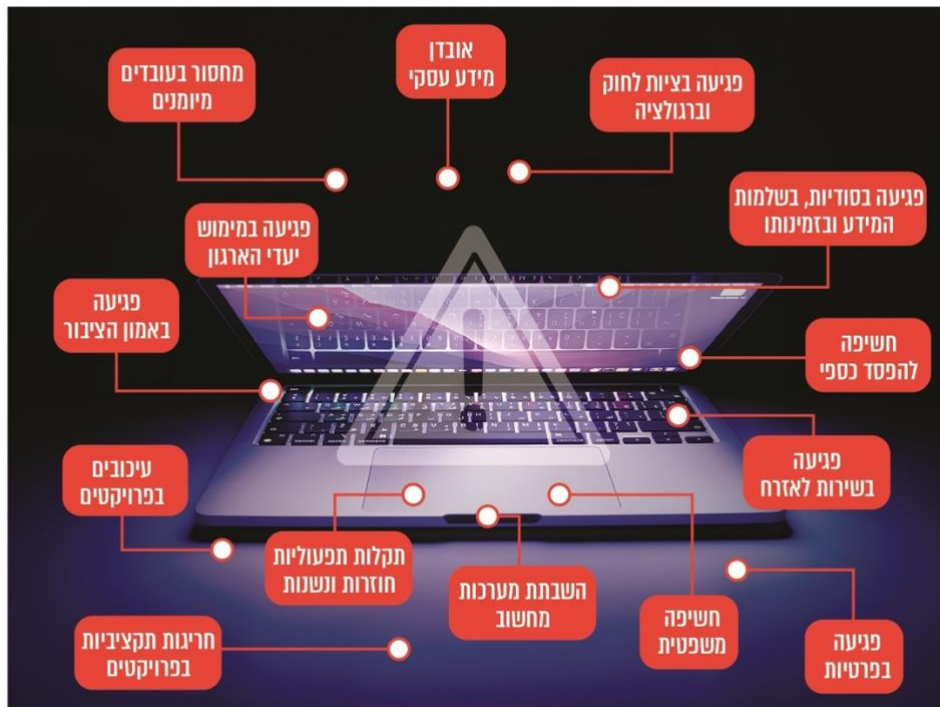 אובדן
מידע עסקי
פגיעה בציות לחוק
וברגולציה
מחסור בעובדים
מיומנים
פגיעה בסודיות, בשלמות
המידע ובזמינותו
פגיעה במימוש
יעדי הארגון
פגיעה
באמון הציבור
חשיפה
להפסד כספי
פגיעה
בשירות לאזרח
עיכובים
בפרויקטים
תקלות תפעוליות
חוזרות ונשנות
השבתת מערכות
מחשוב
חשיפה
משפטית
פגיעה
בפרטיות
חריגות תקציביות
בפרויקטים